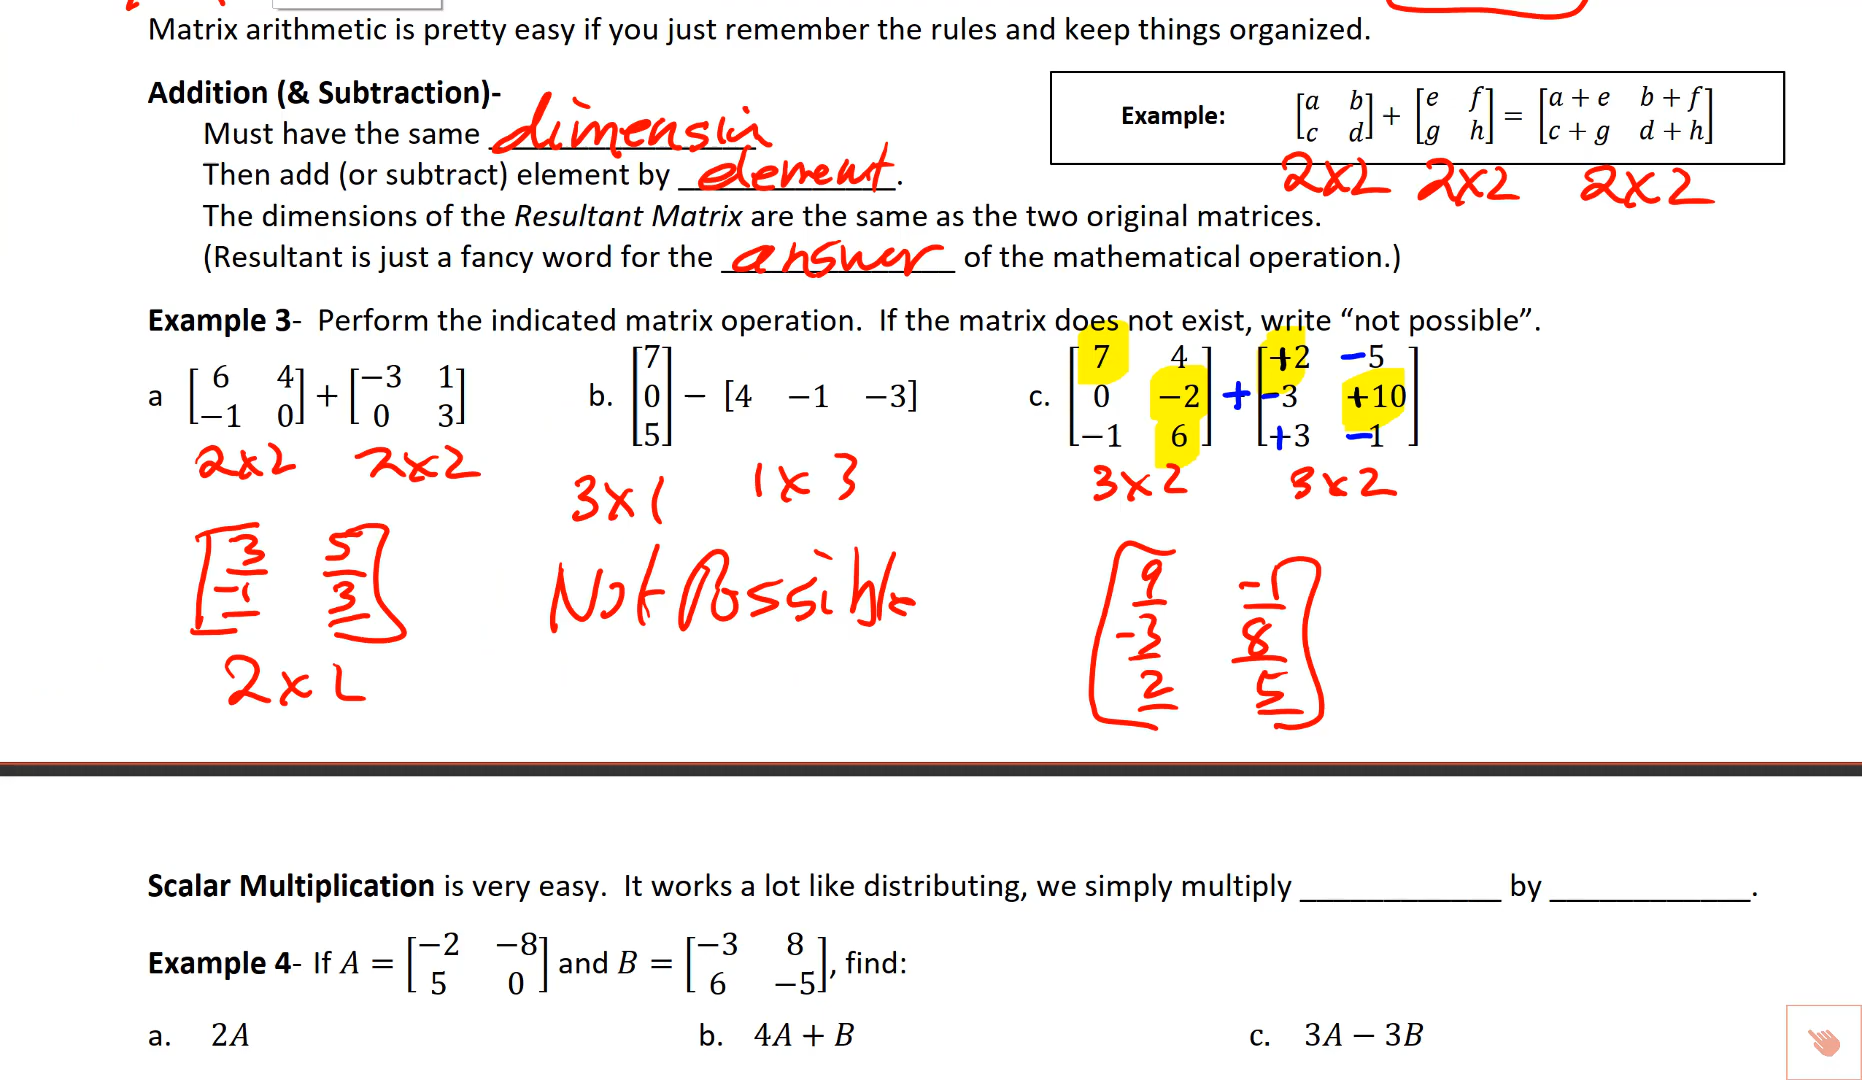 Matrix arithmetic is pretty easy if you just remember the rules and keep things organized.
Addition (& Subtraction)-
Must have the same dimensin
Then add (or subtract) element by element.
The dimensions of the Resultant Matrix are the same as the two original matrices.
(Resultant is just a fancy word for the answer of the mathematical operation.)
Example: [a b] + [e f] = [a + e b + f]
[c d] [g h] [c + g d + h]
2x2 2x2 2x2
Example 3- Perform the indicated matrix operation. If the matrix does not exist, write “not possible”.
a [6 4] + [−3 1]
[−1 0] [0 3]
2x2 2x2
[3 5]
[-1 3]
2x2
b. [7] − [4 −1 −3]
[0]
[5]
3x1 1x3
Not Possible
c. [7 4] + [+2 −5]
[0 −2] [−3 +10]
[−1 6] [+3 −1]
3x2 3x2
[9 -1]
[-3 8]
[2 5]
Scalar Multiplication is very easy. It works a lot like distributing, we simply multiply ____________ by ____________.
Example 4- If A = [−2 −8] and B = [−3 8], find:
[5 0] [6 −5]
a. 2A
b. 4A + B
c. 3A − 3B